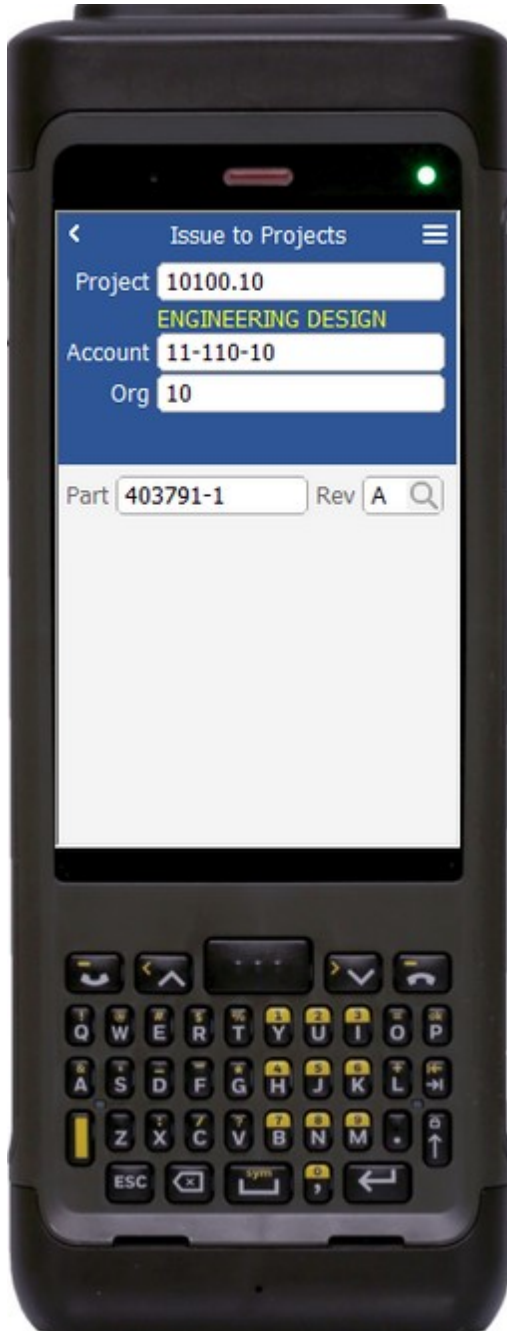 Issue to Projects
Project 10100.10
ENGINEERING DESIGN
Account 11-110-10
Org 10
Part 403791-1 Rev A
Q W E R T Y U I O P
A S D F G H J K L
Z X C V B N M .
ESC sym 0 ,